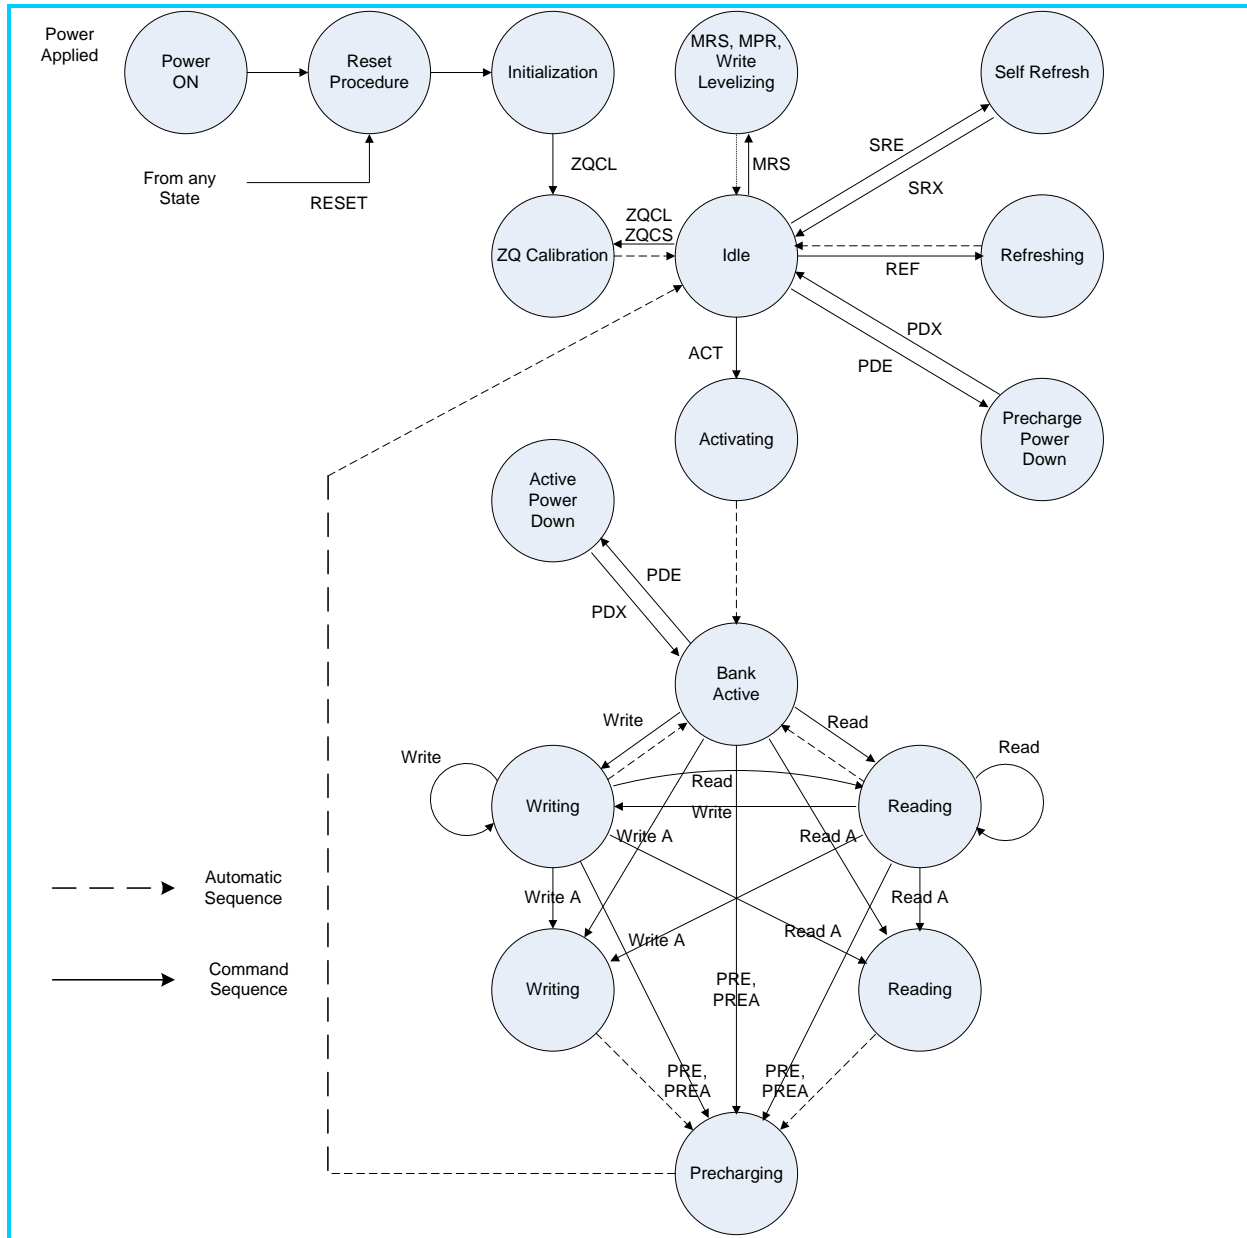 Power
Applied
Power
ON
Reset
Procedure
Initialization
MRS, MPR,
Write
Levelizing
Self Refresh
From any
State
RESET
ZQCL
MRS
SRE
SRX
ZQCL
ZQCS
ZQ Calibration
Idle
REF
Refreshing
ACT
PDX
PDE
Activating
Precharge
Power
Down
Active
Power
Down
PDE
PDX
Bank
Active
Write
Read
Write
Read
Writing
Read
Write
Reading
Write A
Read A
Automatic
Sequence
Write A
Read A
Write A
Read A
Command
Sequence
Writing
PRE,
PREA
Reading
PRE,
PREA
PRE,
PREA
Precharging